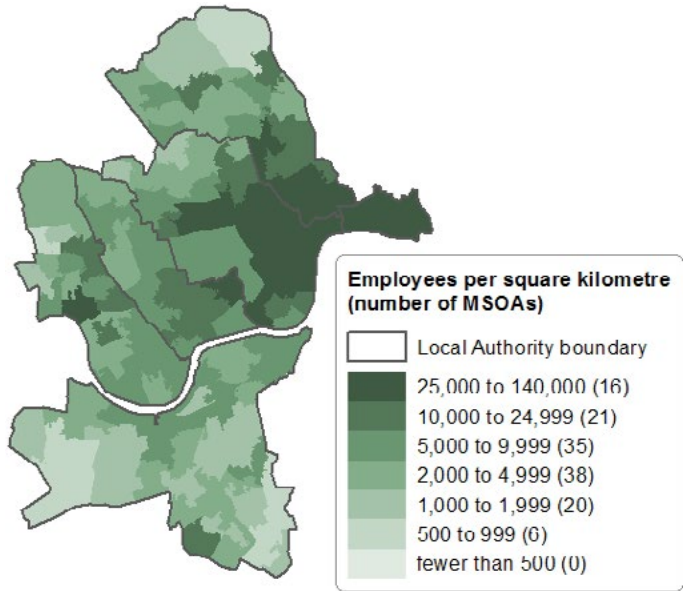 Employees per square kilometre
(number of MSOAs)
Local Authority boundary
25,000 to 140,000 (16)
10,000 to 24,999 (21)
5,000 to 9,999 (35)
2,000 to 4,999 (38)
1,000 to 1,999 (20)
500 to 999 (6)
fewer than 500 (0)